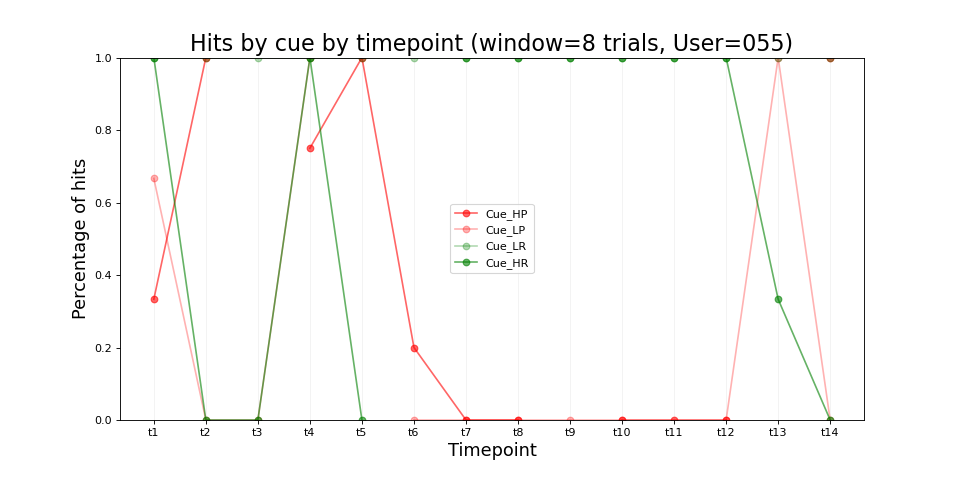 Hits by cue by timepoint (window=8 trials, User=055)
Percentage of hits
1.0
0.8
0.6
0.4
0.2
0.0
Cue_HP
Cue_LP
Cue_LR
Cue_HR
t1 t2 t3 t4 t5 t6 t7 t8 t9 t10 t11 t12 t13 t14
Timepoint